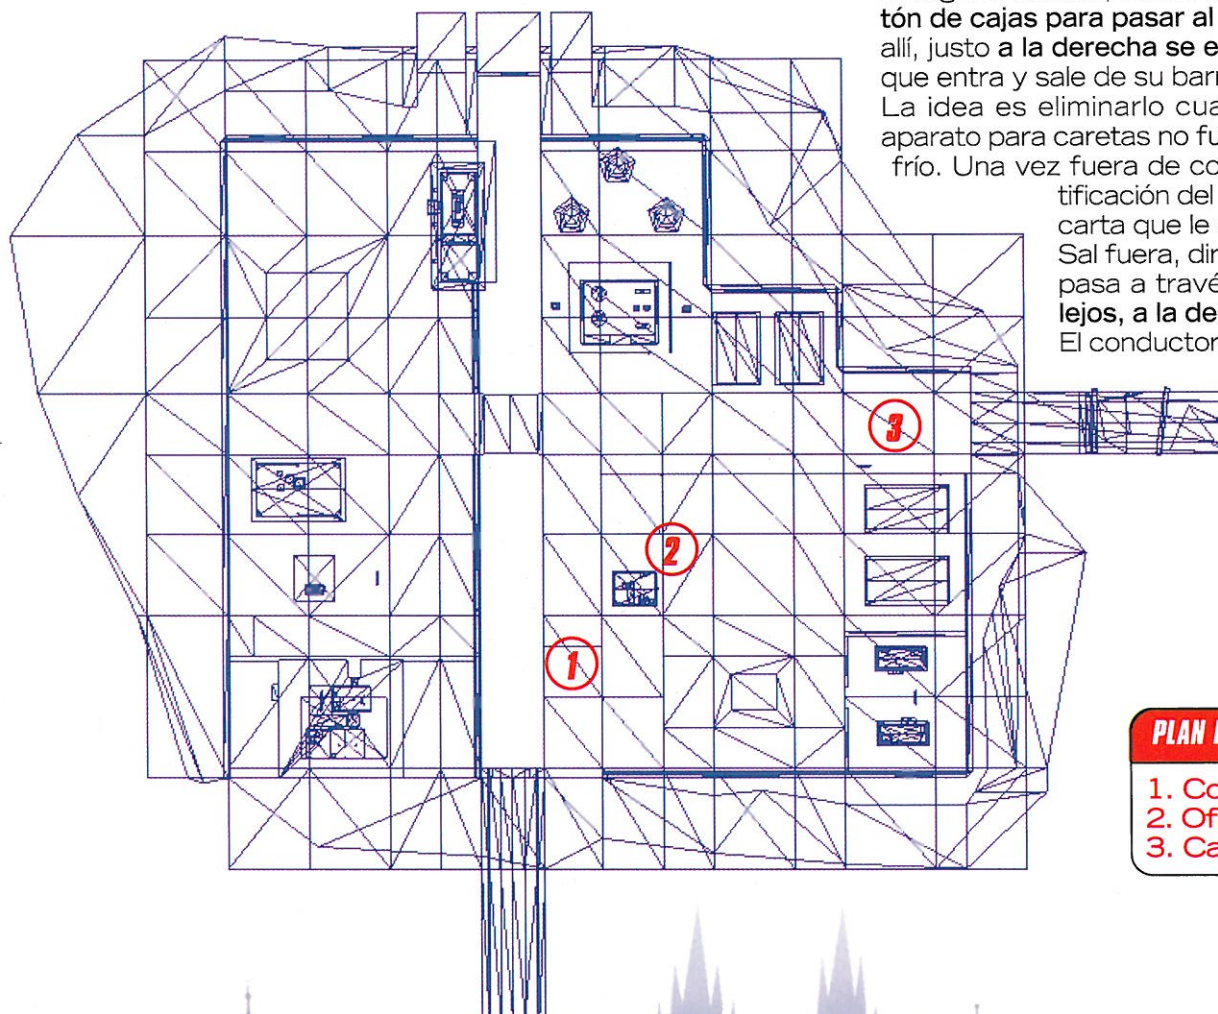 tón de cajas para pasar al
allí, justo a la derecha se e
que entra y sale de su barr
La idea es eliminarlo cua
aparato para caretas no fu
frío. Una vez fuera de co
tificación del
carta que le
Sal fuera, dir
pasa a travé
lejos, a la de
El conductor
3
2
1
PLAN
1. Co
2. Of
3. Ca